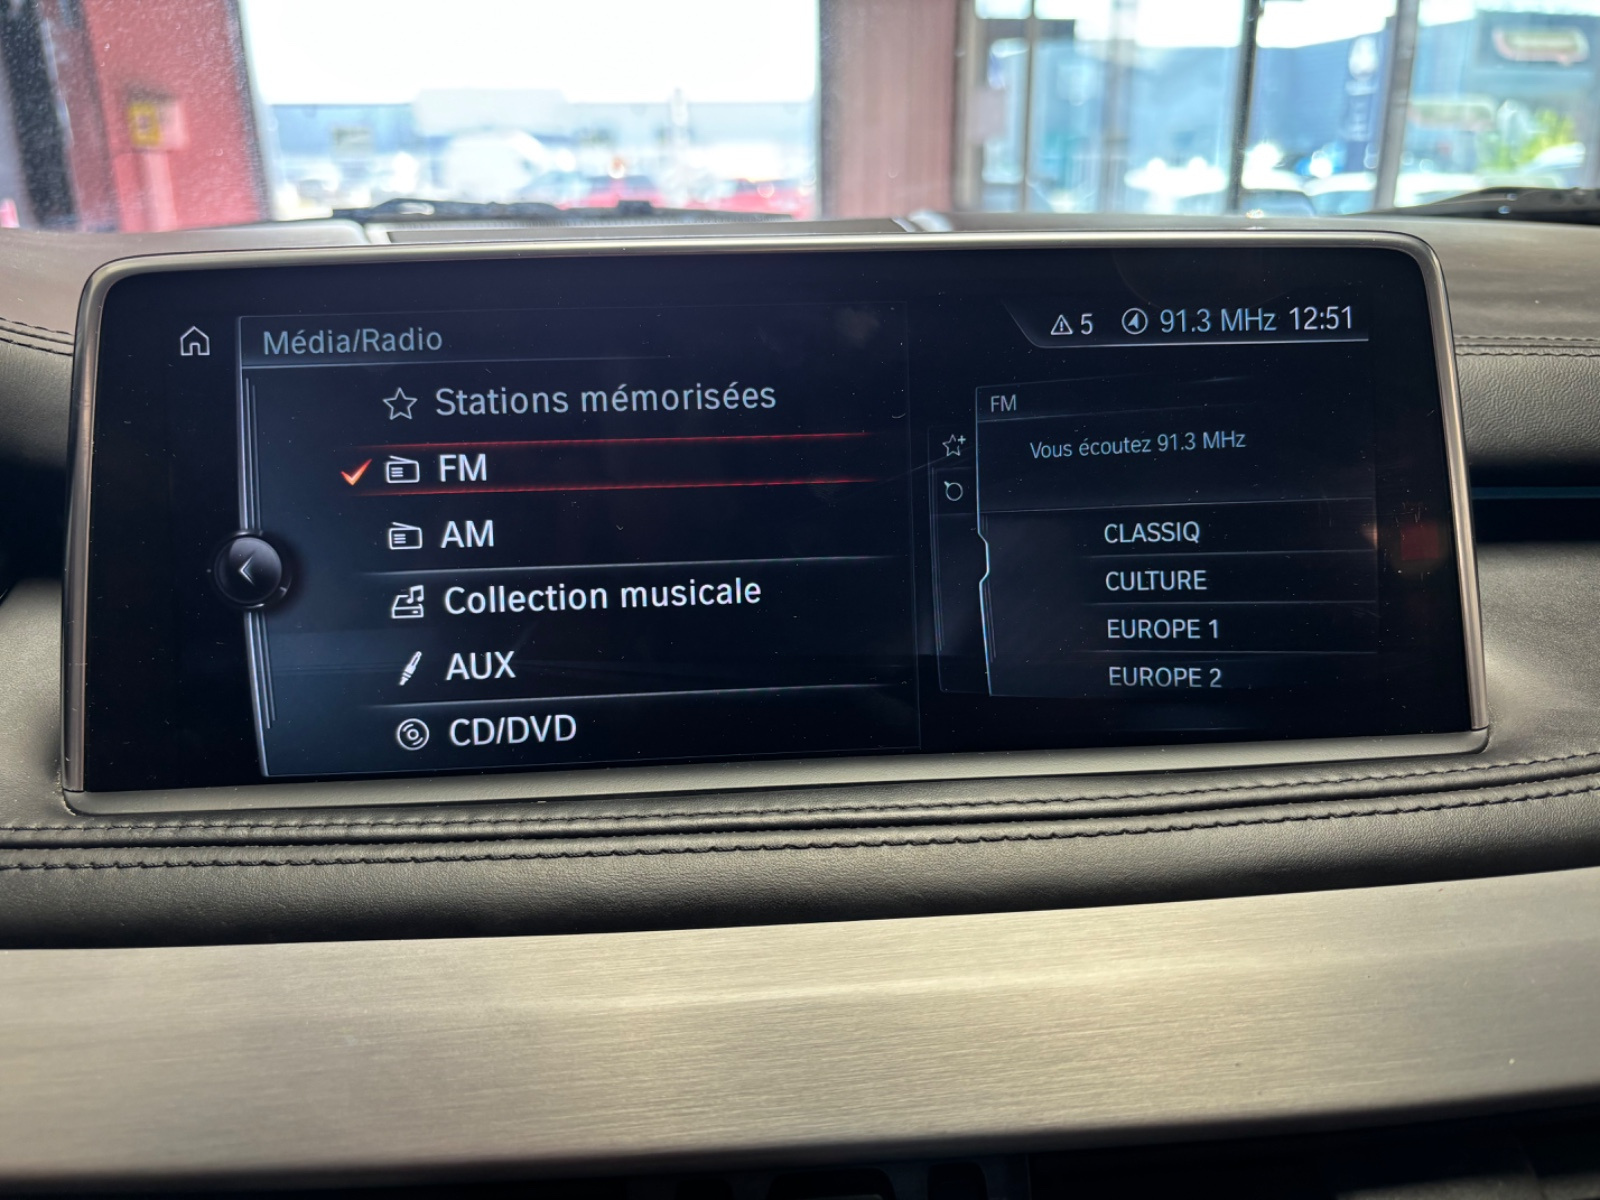 Média/Radio
5 91.3 MHz 12:51
Stations mémorisées
FM
AM
Collection musicale
AUX
CD/DVD
FM
Vous écoutez 91.3 MHz
CLASSIQ
CULTURE
EUROPE 1
EUROPE 2